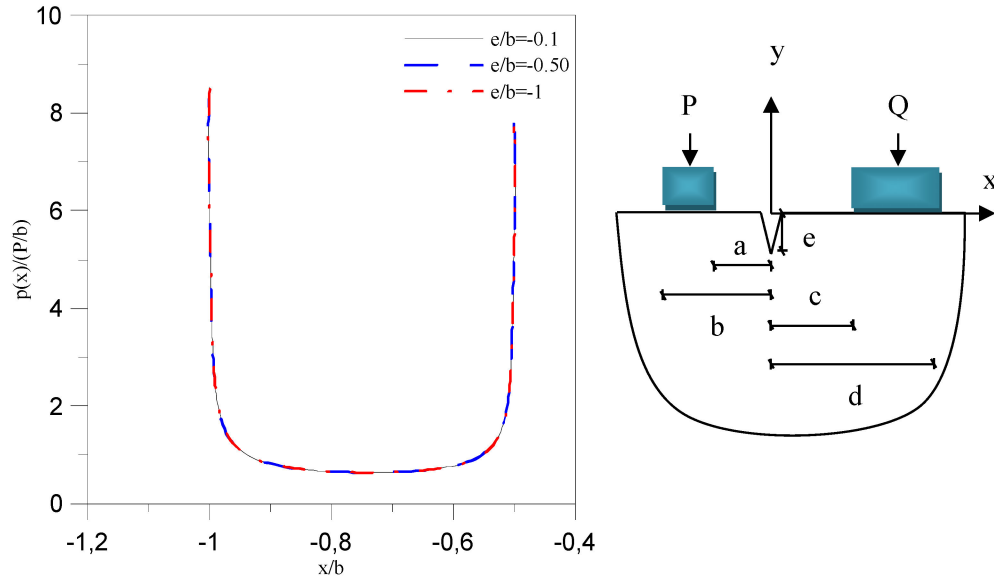 10
8
6
4
2
0
p(x)/(P/b)
e/b=-0.1
e/b=-0.50
e/b=-1
-1,2
-1
-0,8
-0,6
-0,4
x/b
y
P
Q
x
e
a
c
b
d